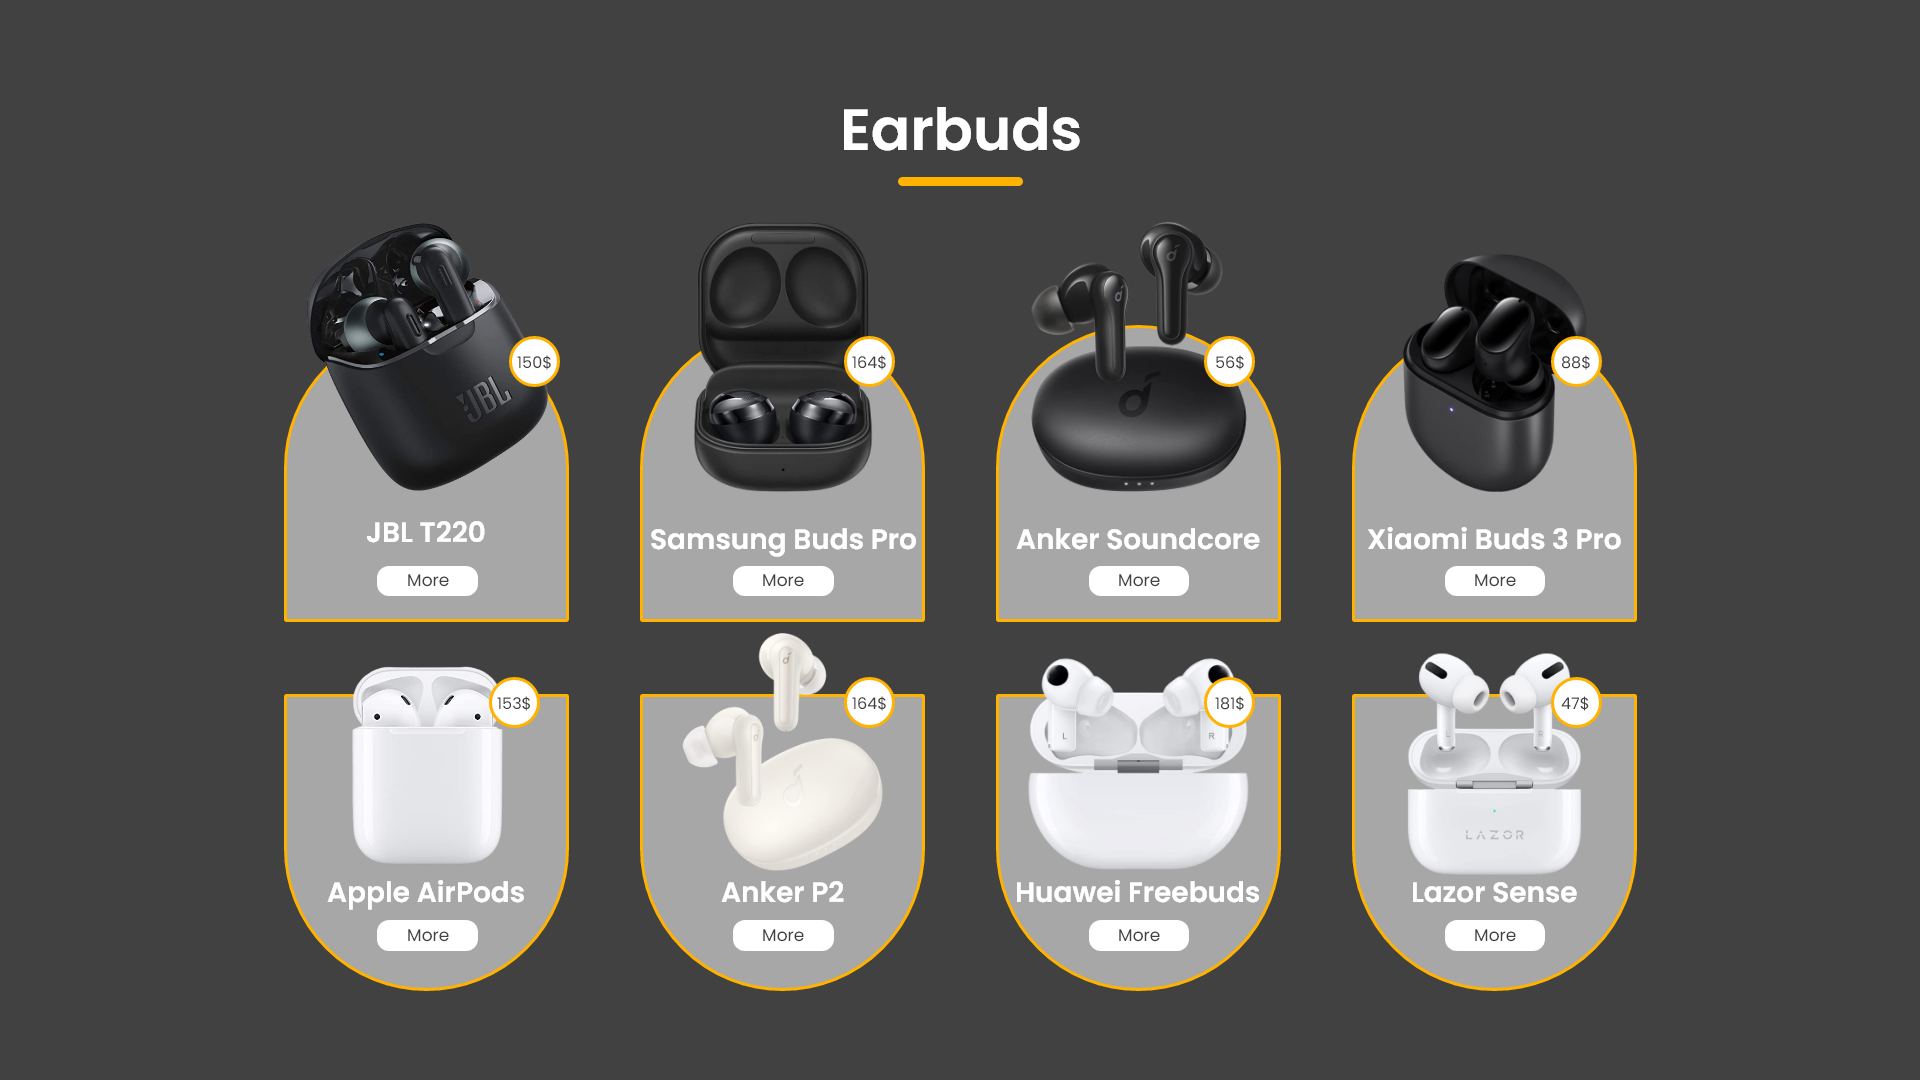 Earbuds
JBL
150$
164$
56$
88$
JBL T220
Samsung Buds Pro
Anker Soundcore
Xiaomi Buds 3 Pro
More
More
More
More
153$
164$
181$
47$
L
R
LAZOR
Apple AirPods
Anker P2
Huawei Freebuds
Lazor Sense
More
More
More
More